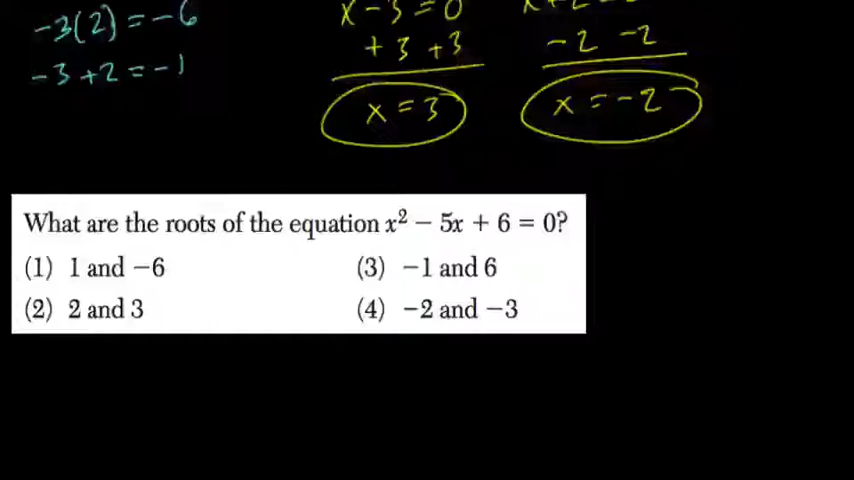 -3(2) = -6
x - 3 = 0
-3 + 2 = -1
+ 3 + 3
- 2 - 2
x = 3
x = -2
What are the roots of the equation x² − 5x + 6 = 0?
(1) 1 and −6 (3) −1 and 6
(2) 2 and 3 (4) −2 and −3